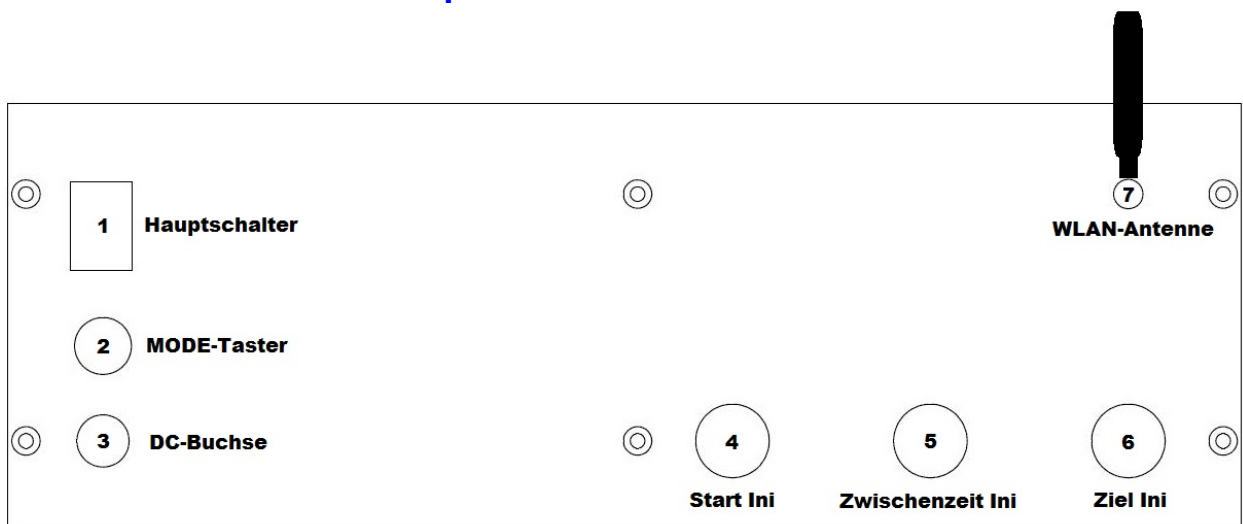 1 Hauptschalter
7
WLAN-Antenne
2 MODE-Taster
3 DC-Buchse
4 5 6
Start Ini Zwischenzeit Ini Ziel Ini